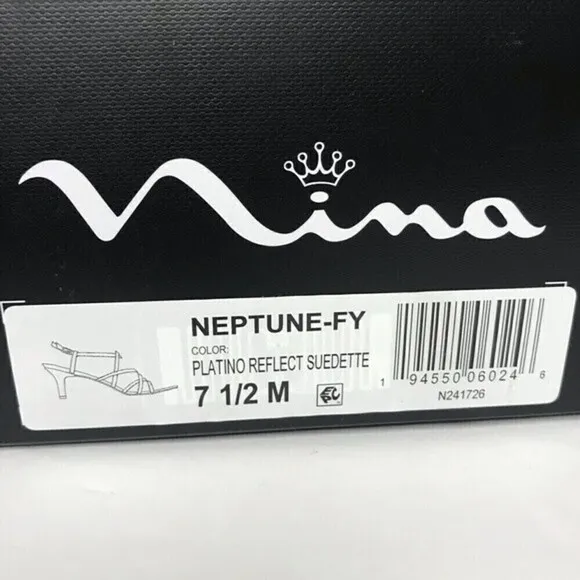 Nina
NEPTUNE-FY
COLOR:
PLATINO REFLECT SUEDETTE
7 1/2 M
1 94550 06024 6
N241726